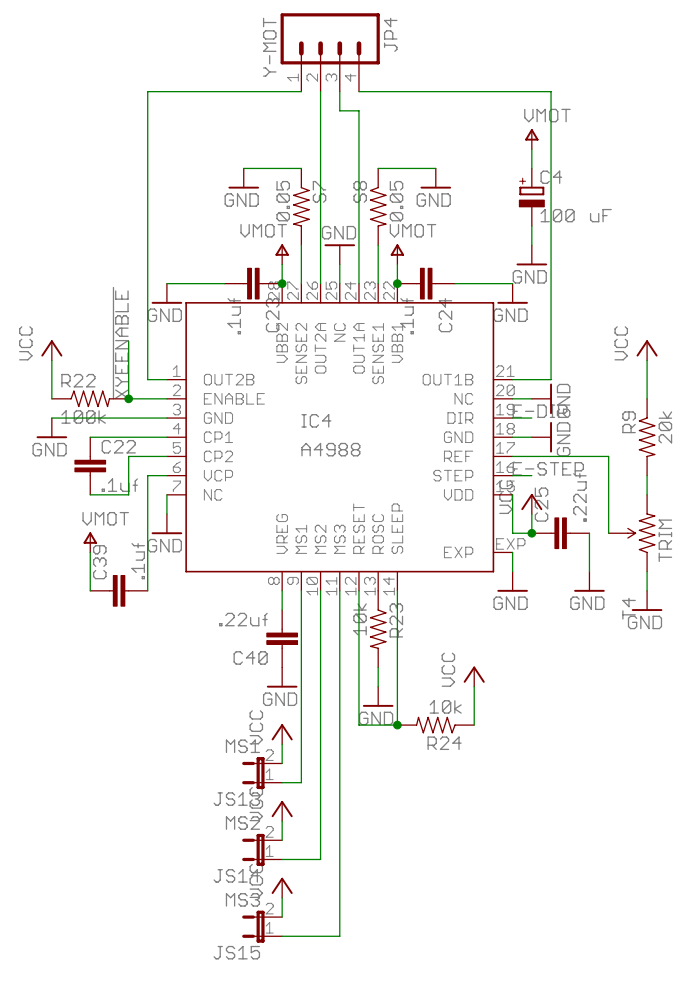 Y-MOT
JP4
1
2
3
4
VMOT
C4
100 uF
GND
GND
0.05
S7
S8
0.05
GND
VMOT
GND
VMOT
GND
.1uf
C23
28
27
26
25
24
23
22
.1uf
C24
GND
VBB2
SENSE2
OUT2A
NC
OUT1A
SENSE1
VBB1
VCC
XYEENABLE
R22
100k
GND
C22
.1uf
VMOT
C39
.1uf
GND
1
2
3
4
5
6
7
OUT2B
ENABLE
GND
CP1
CP2
VCP
NC
IC4
A4988
OUT1B
NC
DIR
GND
REF
STEP
VDD
EXP
21
20
19
18
17
16
15
EXP
GND
E-DIR
GND
E-STEP
VCC
C25
.22uf
GND
GND
VCC
R9
20k
TRIM
T4
GND
VREG
MS1
MS2
MS3
RESET
ROSC
SLEEP
8
9
10
11
12
13
14
.22uf
C40
GND
10k
R23
GND
VCC
10k
R24
VCC
MS1
2
1
JS13
VCC
MS2
2
1
JS14
VCC
MS3
2
1
JS15